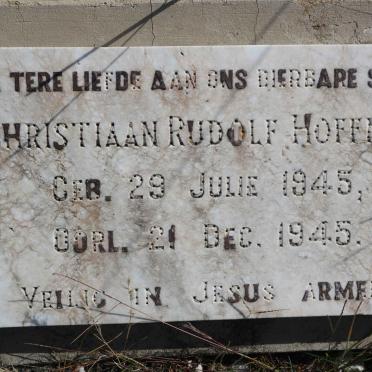 TERE LIEFDE AAN ONS DIERBARE S
HRISTIAAN RUDOLF HOFF
GEB. 29 JULIE 1945,
OORL. 21 DEC. 1945.
VEILIG IN JESUS ARME